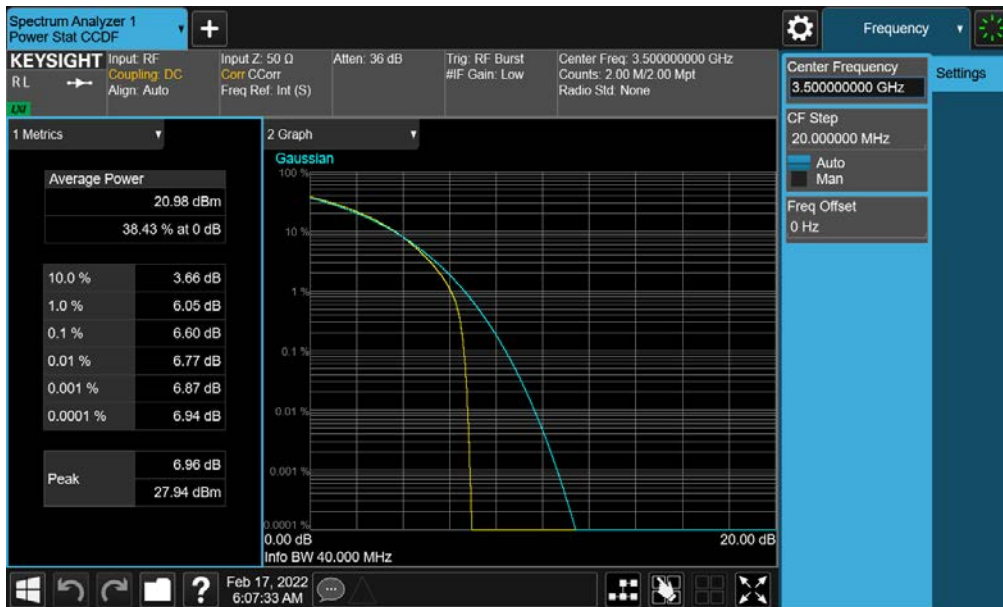 Spectrum Analyzer 1
Power Stat CCDF
+
Frequency
KEYSIGHT
RL
LXI
Input: RF
Coupling: DC
Align: Auto
Input Z: 50 Ω
Corr CCorr
Freq Ref: Int (S)
Atten: 36 dB
Trig: RF Burst
#IF Gain: Low
Center Freq: 3.500000000 GHz
Counts: 2.00 M/2.00 Mpt
Radio Std: None
Center Frequency
3.500000000 GHz
Settings
CF Step
20.000000 MHz
Auto
Man
Freq Offset
0 Hz
1 Metrics
Average Power
20.98 dBm
38.43 % at 0 dB
10.0 % 3.66 dB
1.0 % 6.05 dB
0.1 % 6.60 dB
0.01 % 6.77 dB
0.001 % 6.87 dB
0.0001 % 6.94 dB
Peak
6.96 dB
27.94 dBm
2 Graph
Gaussian
100 %
10 %
1 %
0.1 %
0.01 %
0.001 %
0.0001 %
0.00 dB 20.00 dB
Info BW 40.000 MHz
?
Feb 17, 2022
6:07:33 AM